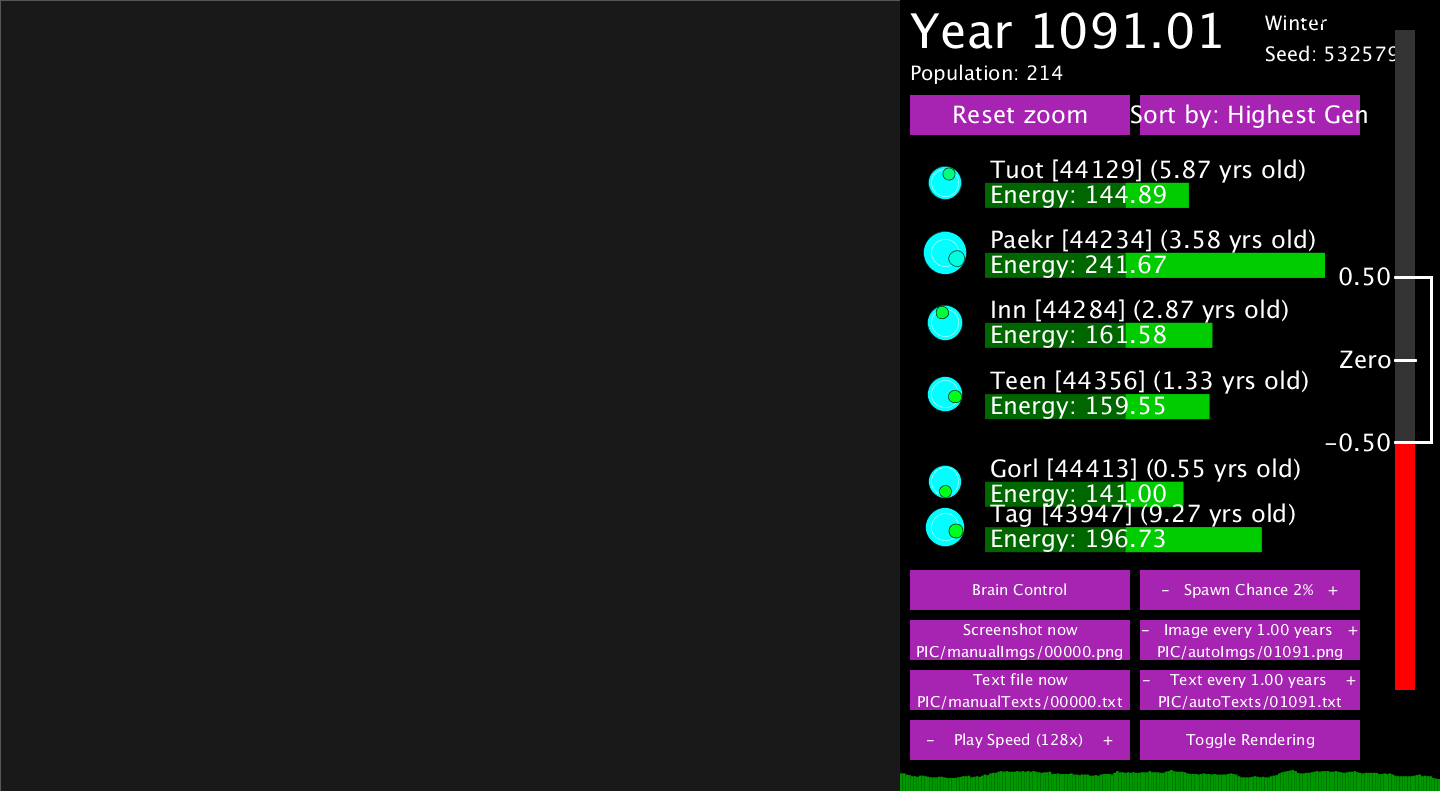 Year 1091.01
Winter
Seed: 532579
Population: 214
Reset zoom
Sort by: Highest Gen
Tuot [44129] (5.87 yrs old)
Energy: 144.89
Paekr [44234] (3.58 yrs old)
Energy: 241.67
0.50
Inn [44284] (2.87 yrs old)
Energy: 161.58
Zero
Teen [44356] (1.33 yrs old)
Energy: 159.55
-0.50
Gorl [44413] (0.55 yrs old)
Energy: 141.00
Tag [43947] (9.27 yrs old)
Energy: 196.73
Brain Control
- Spawn Chance 2% +
Screenshot now
PIC/manualImgs/00000.png
- Image every 1.00 years +
PIC/autoImgs/01091.png
Text file now
PIC/manualTexts/00000.txt
- Text every 1.00 years +
PIC/autoTexts/01091.txt
- Play Speed (128x) +
Toggle Rendering